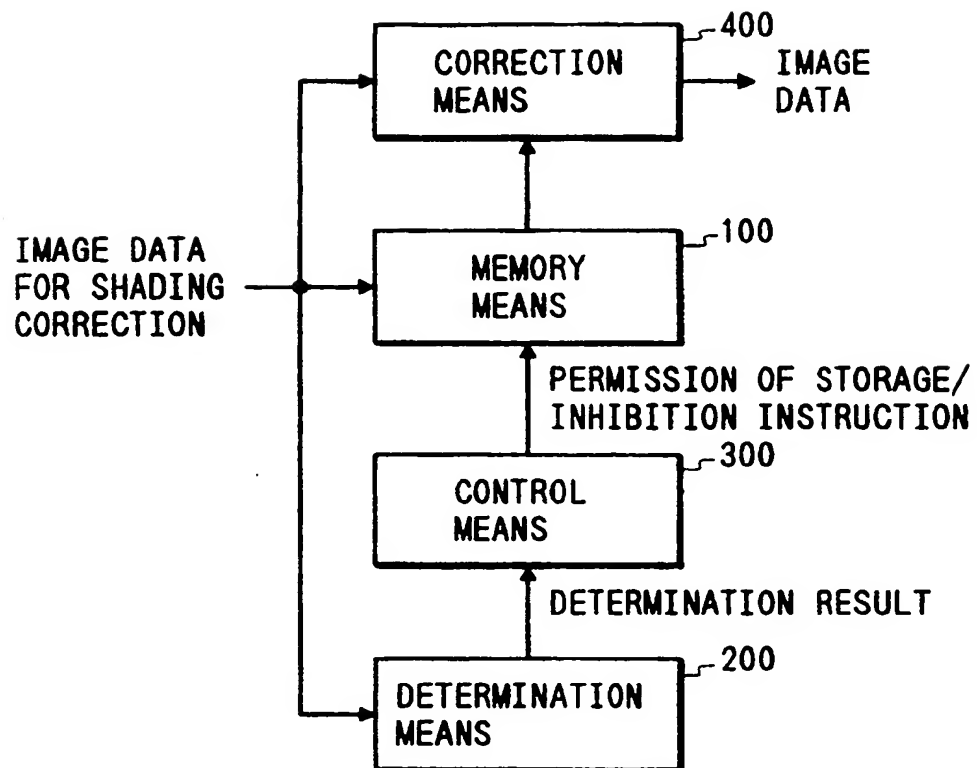 400
CORRECTION
MEANS
IMAGE
DATA
100
IMAGE DATA
FOR SHADING
CORRECTION
MEMORY
MEANS
PERMISSION OF STORAGE/
INHIBITION INSTRUCTION
300
CONTROL
MEANS
DETERMINATION RESULT
200
DETERMINATION
MEANS